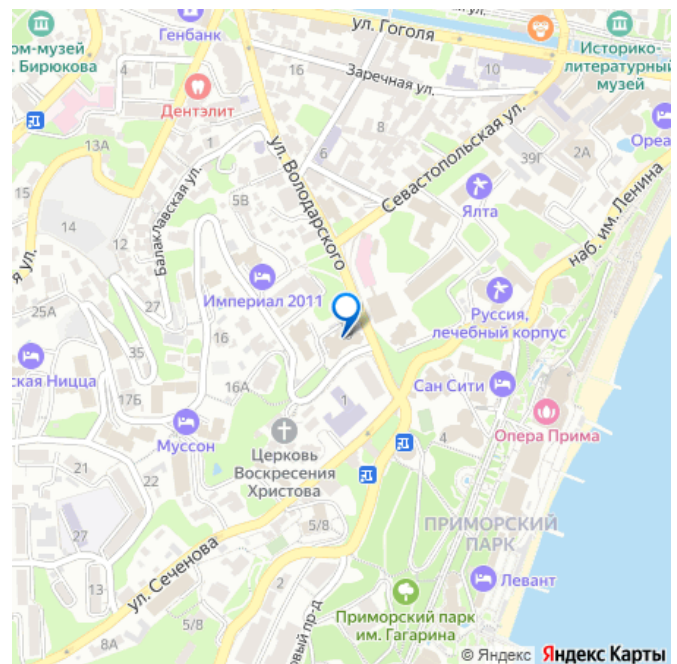 Генбанк
ул. Гоголя
ом-музей
. Бирюкова
4
Историко-
литературный
музей
16
Заречная ул.
10
Дентэлит
8
Ореа
13А
1
6
Севастопольская ул.
39Г
2А
ул. Володарского
15
5В
Ялта
наб. им. Ленина
14
Балаклавская ул.
12
я ул.
Империал 2011
27
Руссия,
лечебный корпус
25А
16
35
ская Ницца
16А
Сан Сити
17Б
1
Муссон
Опера Прима
Церковь
Воскресения
Христова
4
21
22
5/8
ПРИМОРСКИЙ
ПАРК
27
ул. Сеченова
13
2
Левант
Приморский парк
им. Гагарина
8А
овый пр-д
© Яндекс Яндекс Карты